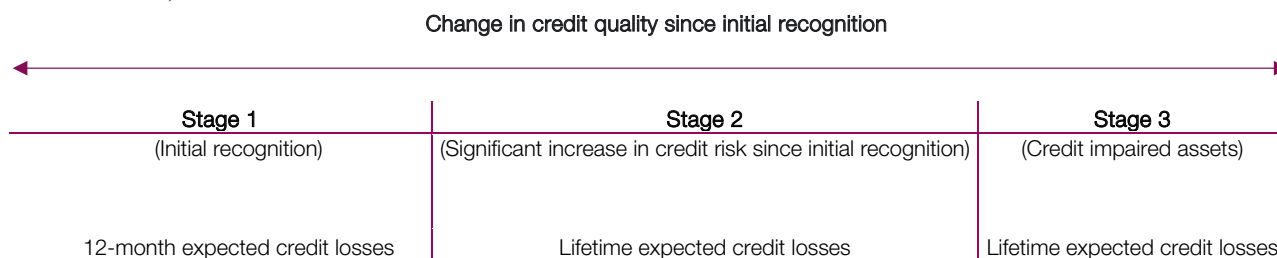 Change in credit quality since initial recognition
Stage 1 Stage 2 Stage 3
(Initial recognition) (Significant increase in credit risk since initial recognition) (Credit impaired assets)
12-month expected credit losses Lifetime expected credit losses Lifetime expected credit losses